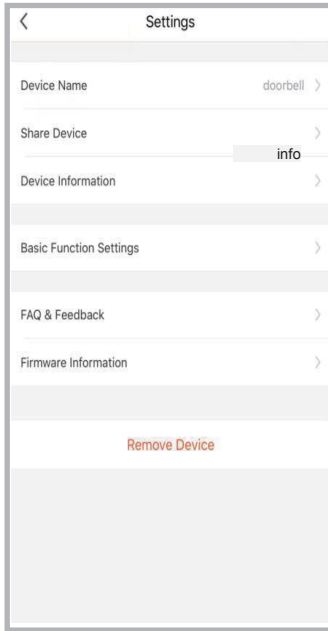 Settings
Device Name doorbell
Share Device
info
Device Information
Basic Function Settings
FAQ & Feedback
Firmware Information
Remove Device